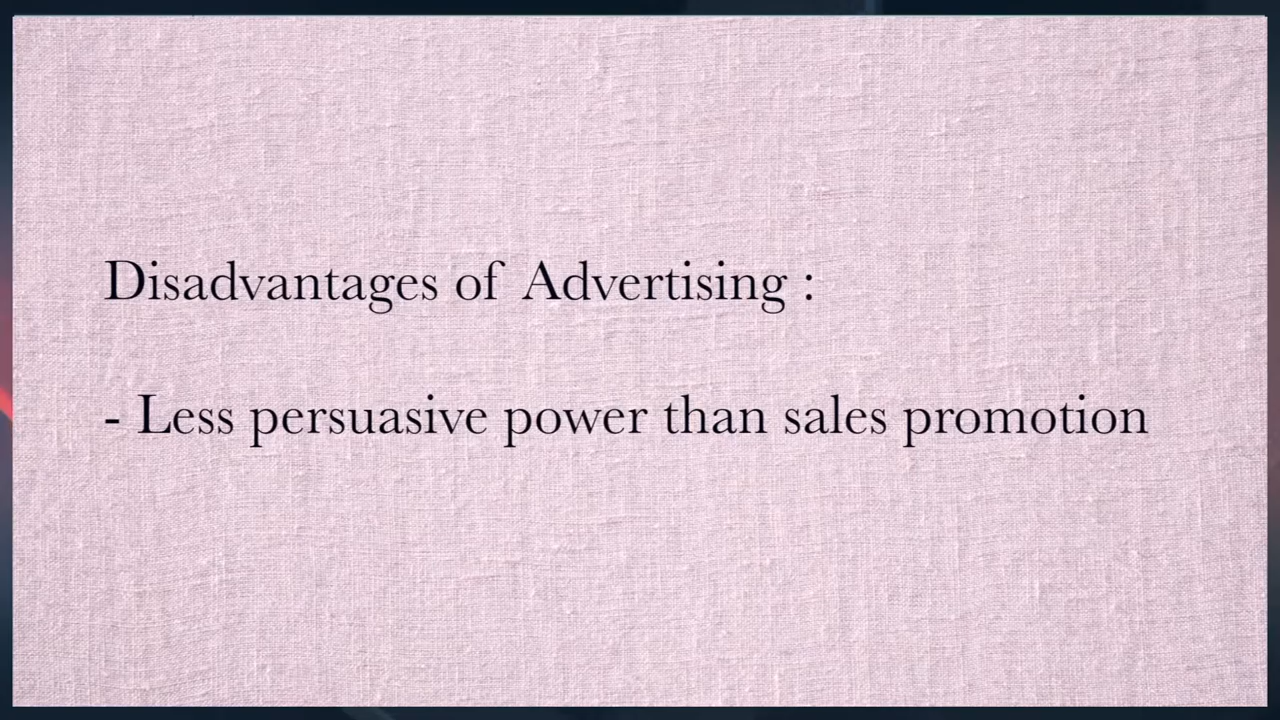 Disadvantages of Advertising :
- Less persuasive power than sales promotion